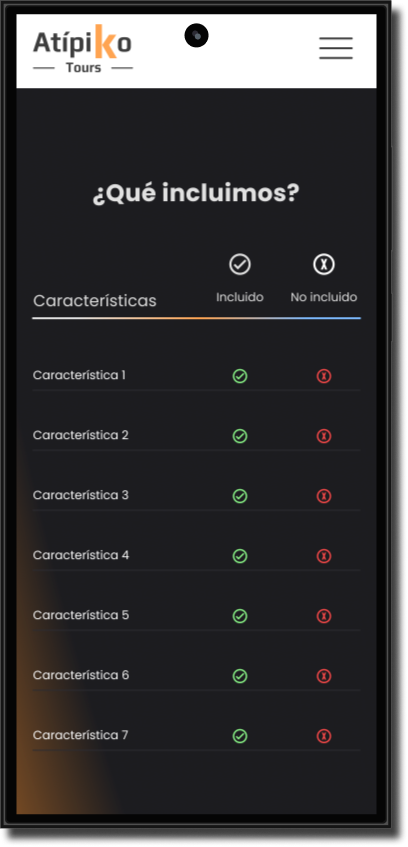 Atípiko
Tours
¿Qué incluimos?
Características
Incluido
No incluido
Característica 1
Característica 2
Característica 3
Característica 4
Característica 5
Característica 6
Característica 7